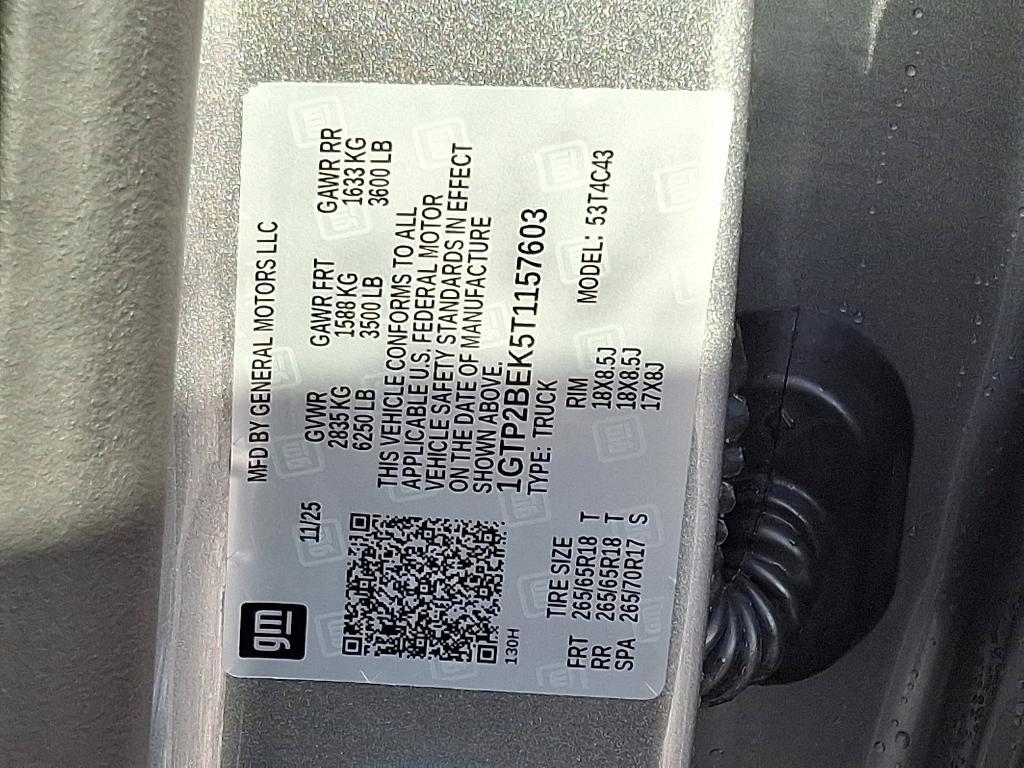 gm
MFD BY GENERAL MOTORS LLC
11/25
GVWR GAWR FRT GAWR RR
2835 KG 1588 KG 1633 KG
6250 LB 3500 LB 3600 LB
THIS VEHICLE CONFORMS TO ALL
APPLICABLE U.S. FEDERAL MOTOR
VEHICLE SAFETY STANDARDS IN EFFECT
ON THE DATE OF MANUFACTURE
SHOWN ABOVE.
1GTP2BEK5T1157603
TYPE: TRUCK
MODEL: 53T4C43
130H
TIRE SIZE RIM
FRT 265/65R18 T 18X8.5J
RR 265/65R18 T 18X8.5J
SPA 265/70R17 S 17X8J